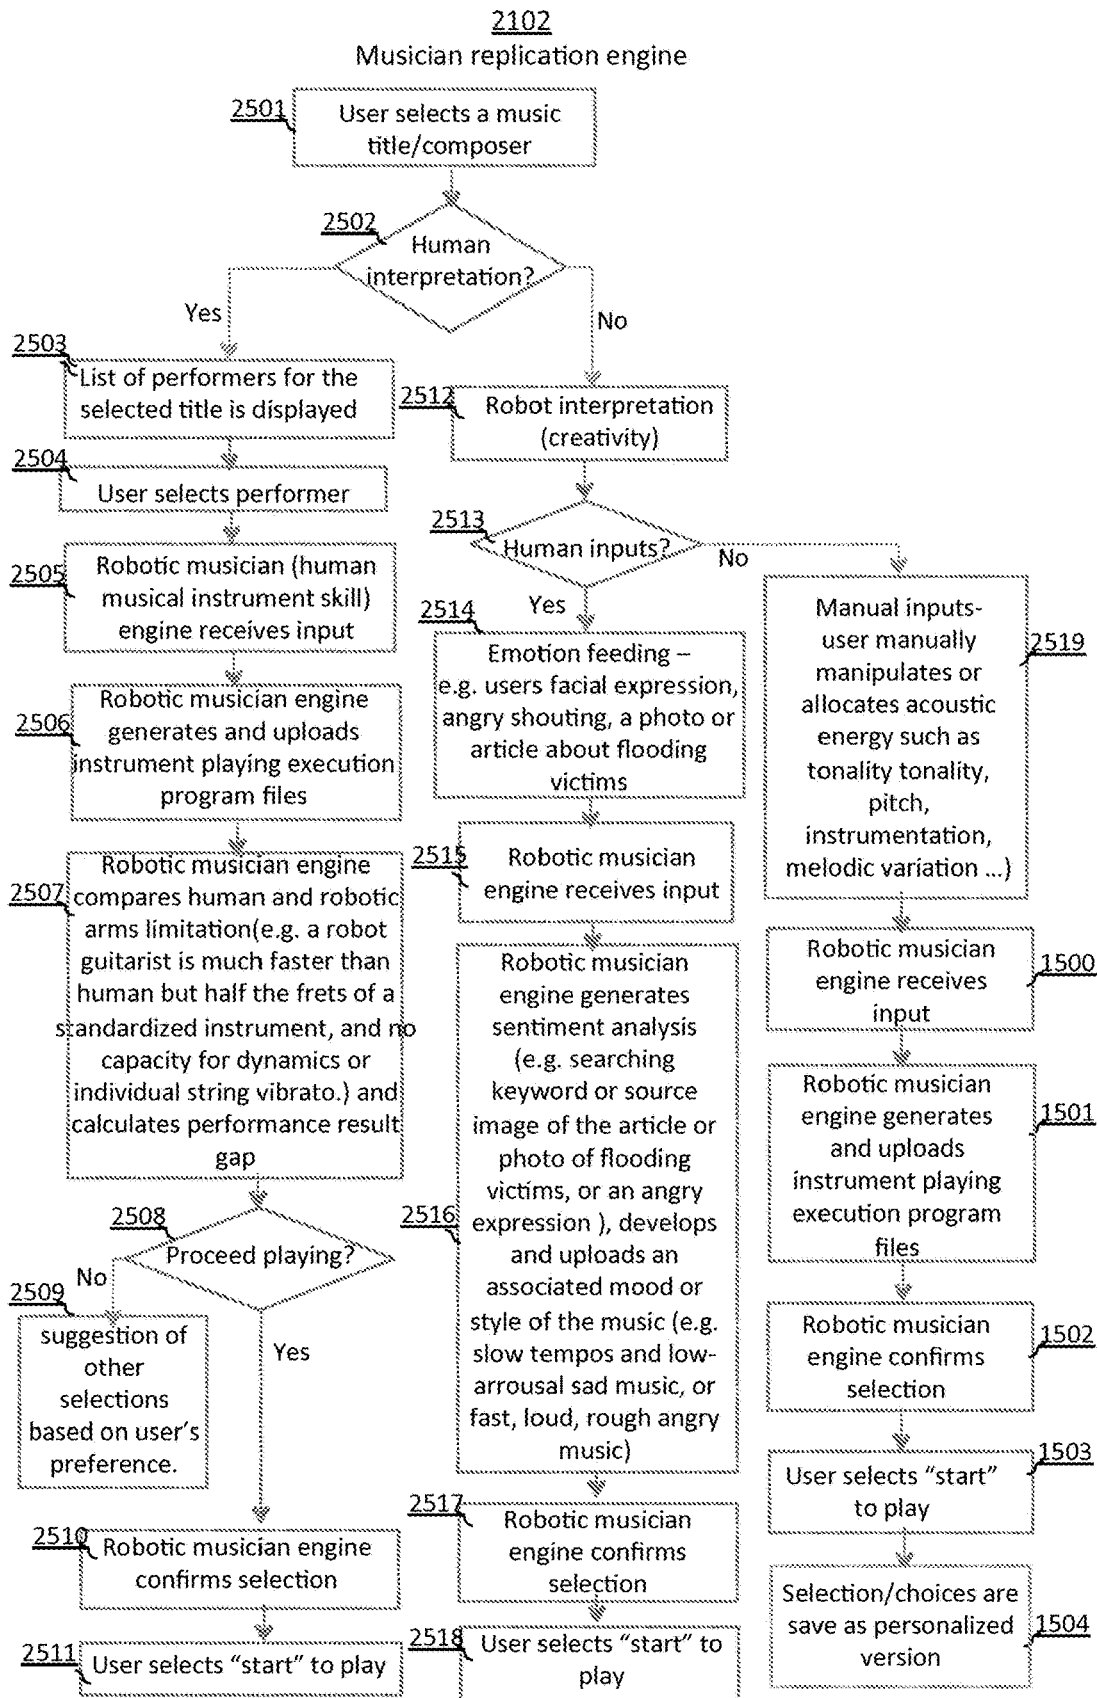 2102
Musician replication engine
2501
User selects a music
title/composer
2502
Human
interpretation?
Yes
No
2503
List of performers for the
selected title is displayed
2504
User selects performer
2505
Robotic musician (human
musical instrument skill)
engine receives input
2506
Robotic musician engine
generates and uploads
instrument playing execution
program files
2507
Robotic musician engine
compares human and robotic
arms limitation(e.g. a robot
guitarist is much faster than
human but half the frets of a
standardized instrument, and no
capacity for dynamics or
individual string vibrato.) and
calculates performance result
gap
2508
Proceed playing?
No
Yes
2509
suggestion of
other
selections
based on user's
preference.
2510
Robotic musician engine
confirms selection
2511
User selects “start” to play
2512
Robot interpretation
(creativity)
2513
Human inputs?
Yes
No
2514
Emotion feeding –
e.g. users facial expression,
angry shouting, a photo or
article about flooding
victims
2515
Robotic musician
engine receives input
2516
Robotic musician
engine generates
sentiment analysis
(e.g. searching
keyword or source
image of the article or
photo of flooding
victims, or an angry
expression ), develops
and uploads an
associated mood or
style of the music (e.g.
slow tempos and low-
arrousal sad music, or
fast, loud, rough angry
music)
2517
Robotic musician
engine confirms
selection
2518
User selects “start” to
play
2519
Manual inputs-
user manually
manipulates or
allocates acoustic
energy such as
tonality tonality,
pitch,
instrumentation,
melodic variation ...)
1500
Robotic musician
engine receives
input
1501
Robotic musician
engine generates
and uploads
instrument playing
execution program
files
1502
Robotic musician
engine confirms
selection
1503
User selects “start”
to play
1504
Selection/choices are
save as personalized
version